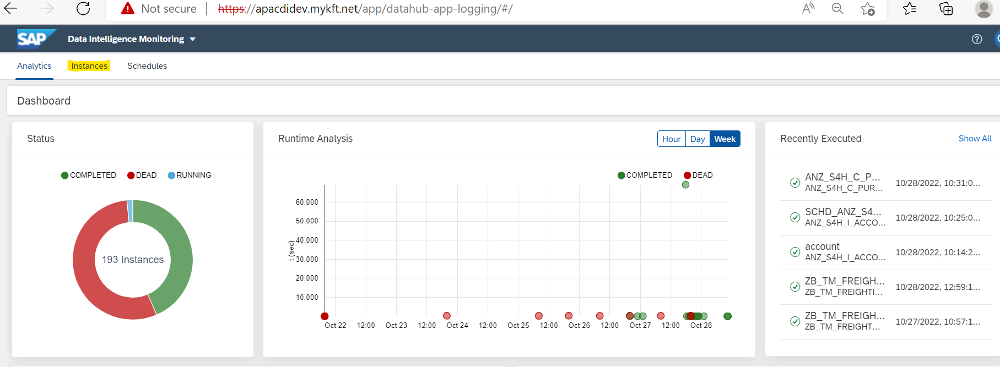 Not secure | https://apacdidev.mykft.net/app/datahub-app-logging/#/
SAP Data Intelligence Monitoring
Analytics Instances Schedules
Dashboard
Status
COMPLETED DEAD RUNNING
193 Instances
Runtime Analysis
Hour Day Week
COMPLETED DEAD
t (sec)
60,000
50,000
40,000
30,000
20,000
10,000
Oct 22 12:00 Oct 23 12:00 Oct 24 12:00 Oct 25 12:00 Oct 26 12:00 Oct 27 12:00 Oct 28
Recently Executed Show All
ANZ_S4H_C_P...
ANZ_S4H_C_PUR...
10/28/2022, 10:31:0...
SCHD_ANZ_S4...
ANZ_S4H_I_ACCO...
10/28/2022, 10:25:0...
account
ANZ_S4H_I_ACCO...
10/28/2022, 10:14:2...
ZB_TM_FREIGH...
ZB_TM_FREIGHTI...
10/28/2022, 12:59:1...
ZB_TM_FREIGH...
ZB_TM_FREIGHT...
10/27/2022, 10:57:1...